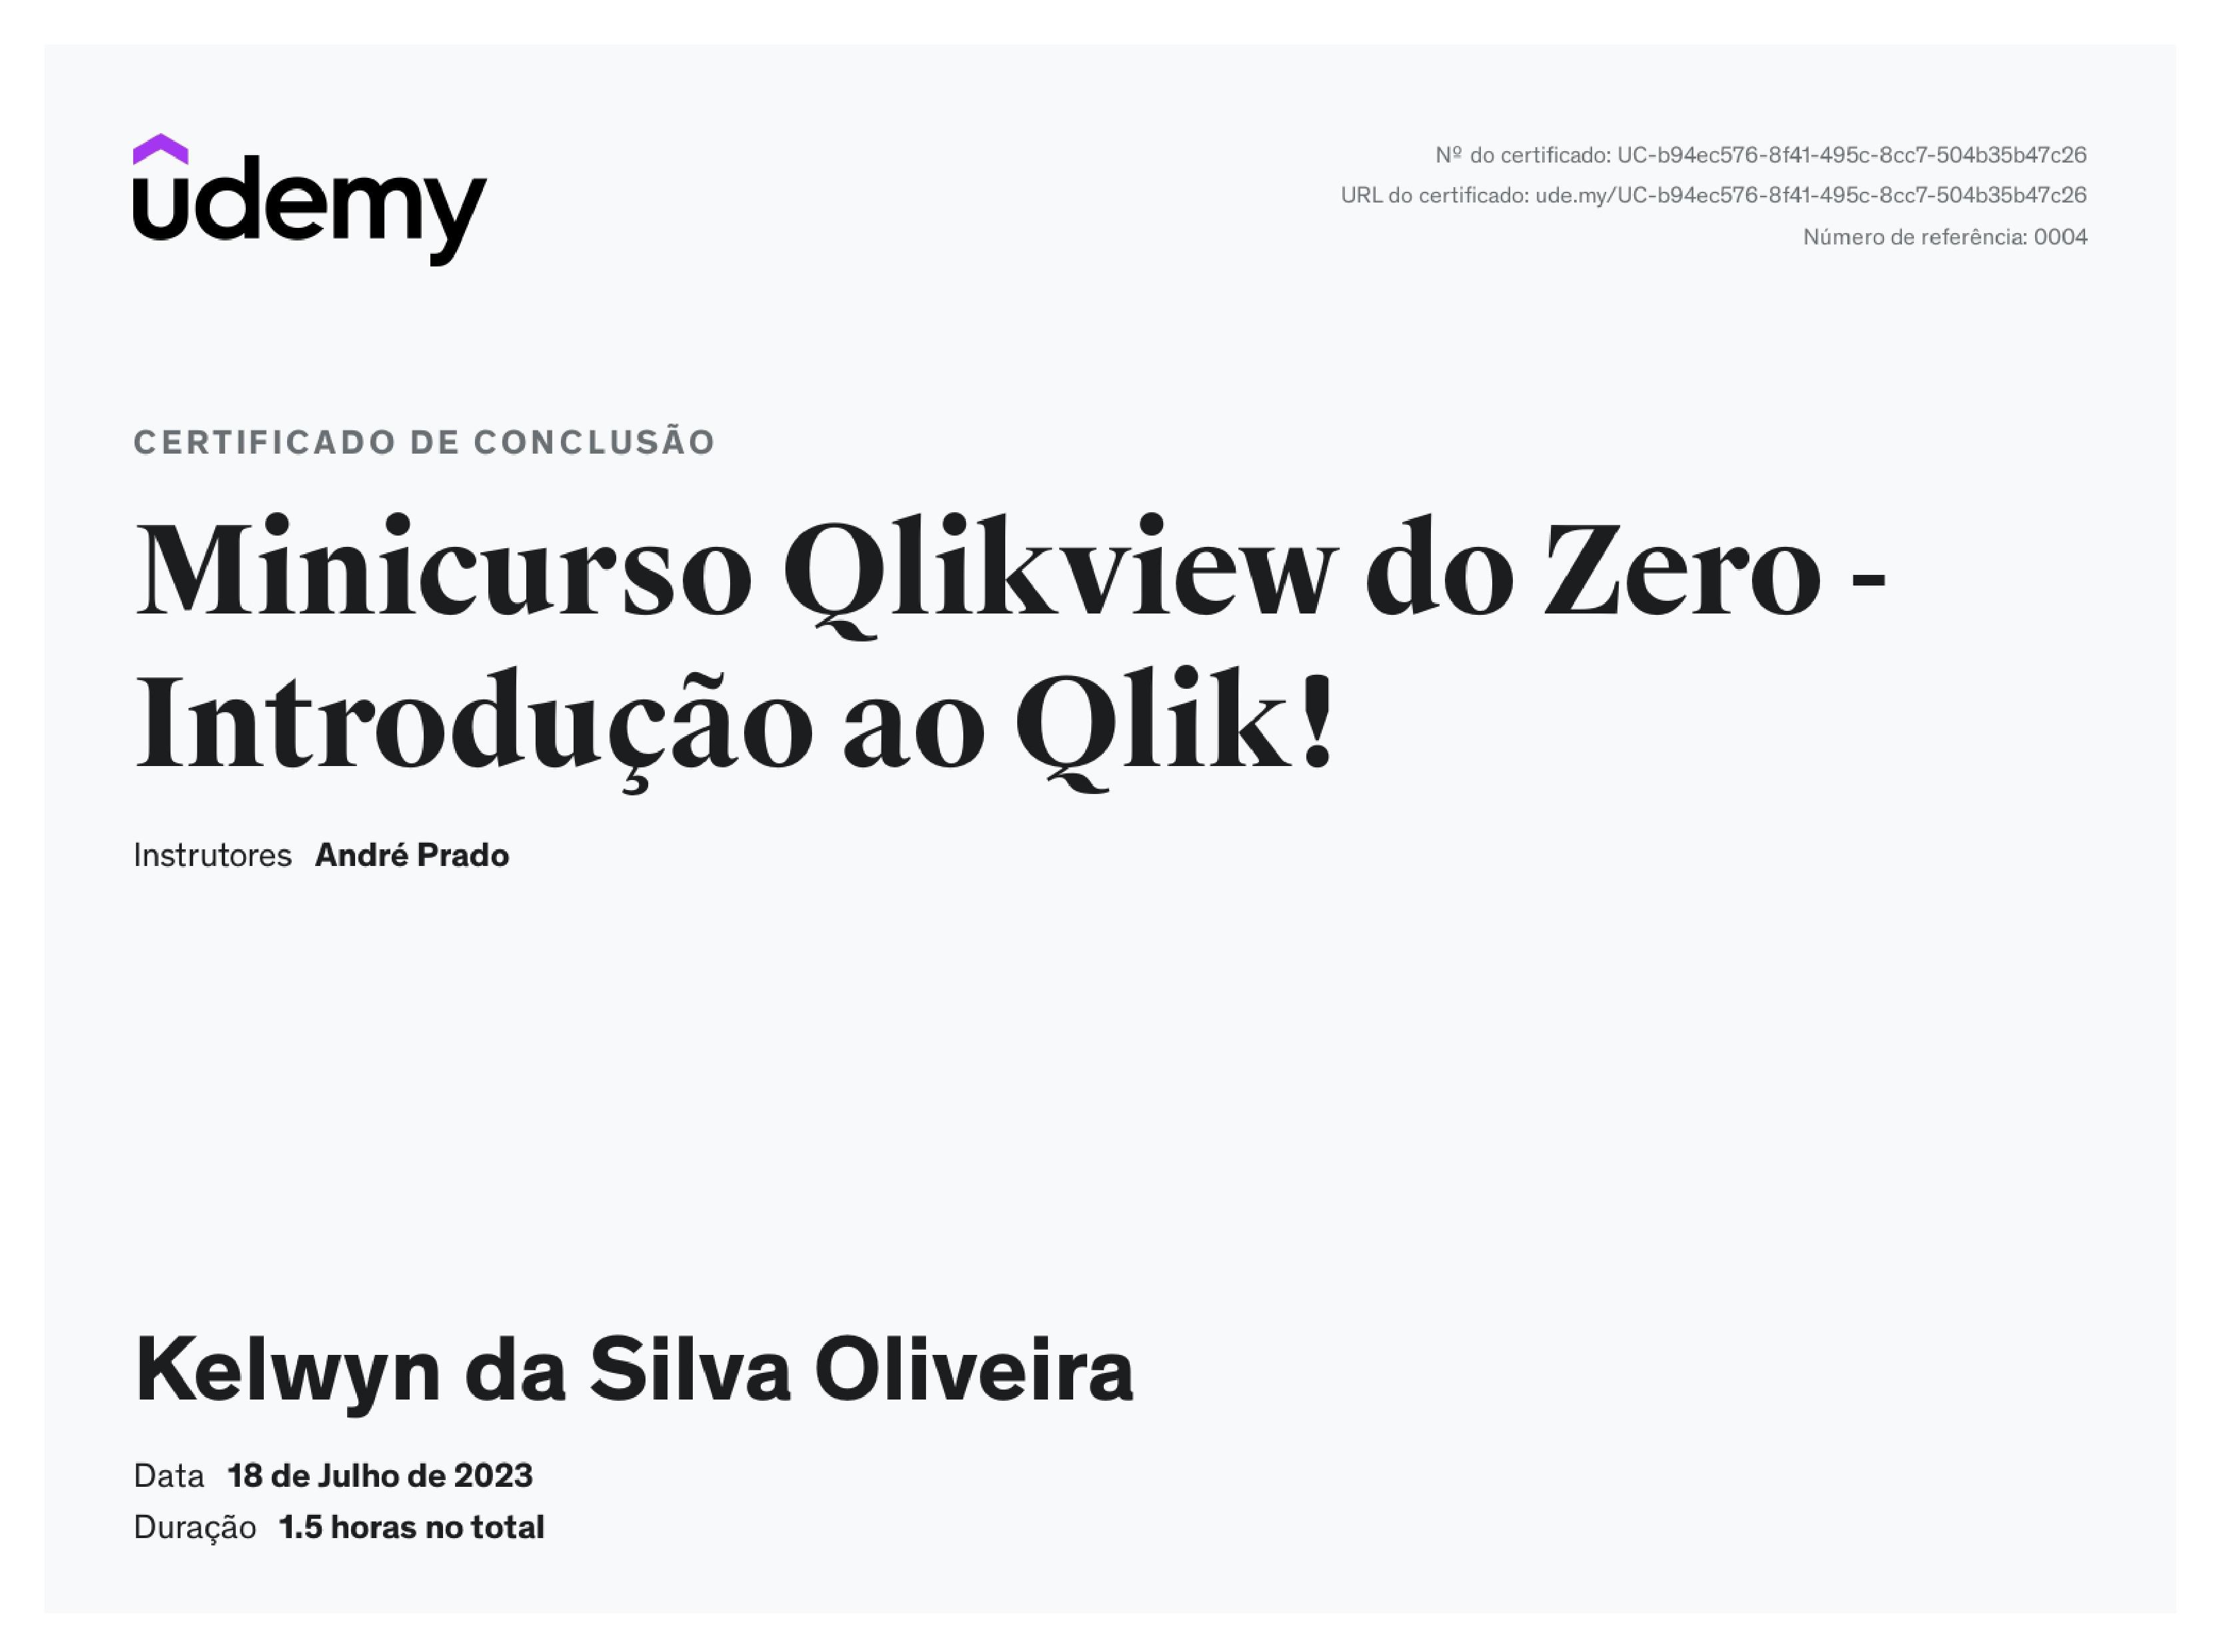 udemy
Nº do certificado: UC-b94ec576-8f41-495c-8cc7-504b35b47c26
URL do certificado: ude.my/UC-b94ec576-8f41-495c-8cc7-504b35b47c26
Número de referência: 0004
CERTIFICADO DE CONCLUSÃO
Minicurso Qlikview do Zero -
Introdução ao Qlik!
Instrutores André Prado
Kelwyn da Silva Oliveira
Data 18 de Julho de 2023
Duração 1.5 horas no total